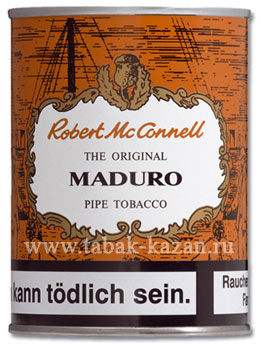 Robert McConnell
THE ORIGINAL
MADURO
PIPE TOBACCO
www.tabak-kazan.ru
kann tödlich sein.
Rauche